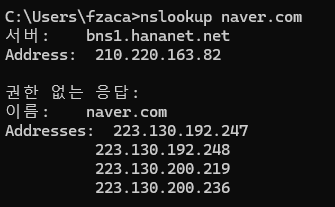 C:\Users\fzaca>nslookup naver.com
서버:    bns1.hananet.net
Address:  210.220.163.82

권한 없는 응답:
이름:    naver.com
Addresses:  223.130.192.247
          223.130.192.248
          223.130.200.219
          223.130.200.236